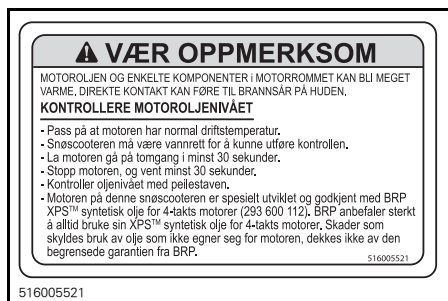 VÆR OPPMERKSOM
MOTOROLJEN OG ENKELTE KOMPONENTER i MOTORROMMET KAN BLI MEGET
VARME, DIREKTE KONTAKT KAN FØRE TIL BRANNSÅR PÅ HUDEN.
KONTROLLERE MOTOROLJENIVÅET
- Pass på at motoren har normal driftstemperatur.
- Snøscooteren må være vannrett for å kunne utføre kontrollen.
- La motoren gå på tomgang i minst 30 sekunder.
- Stopp motoren, og vent minst 30 sekunder.
- Kontroller oljenivået med peilestaven.
- Motoren på denne snøscooteren er spesielt utviklet og godkjent med BRP
XPS™ syntetisk olje for 4-takts motorer (293 600 112). BRP anbefaler sterkt
å alltid bruke sin XPS™ syntetisk olje for 4-takts motorer. Skader som
skyldes bruk av olje som ikke egner seg for motoren, dekkes ikke av den
begrensede garantien fra BRP.
516005521
516005521